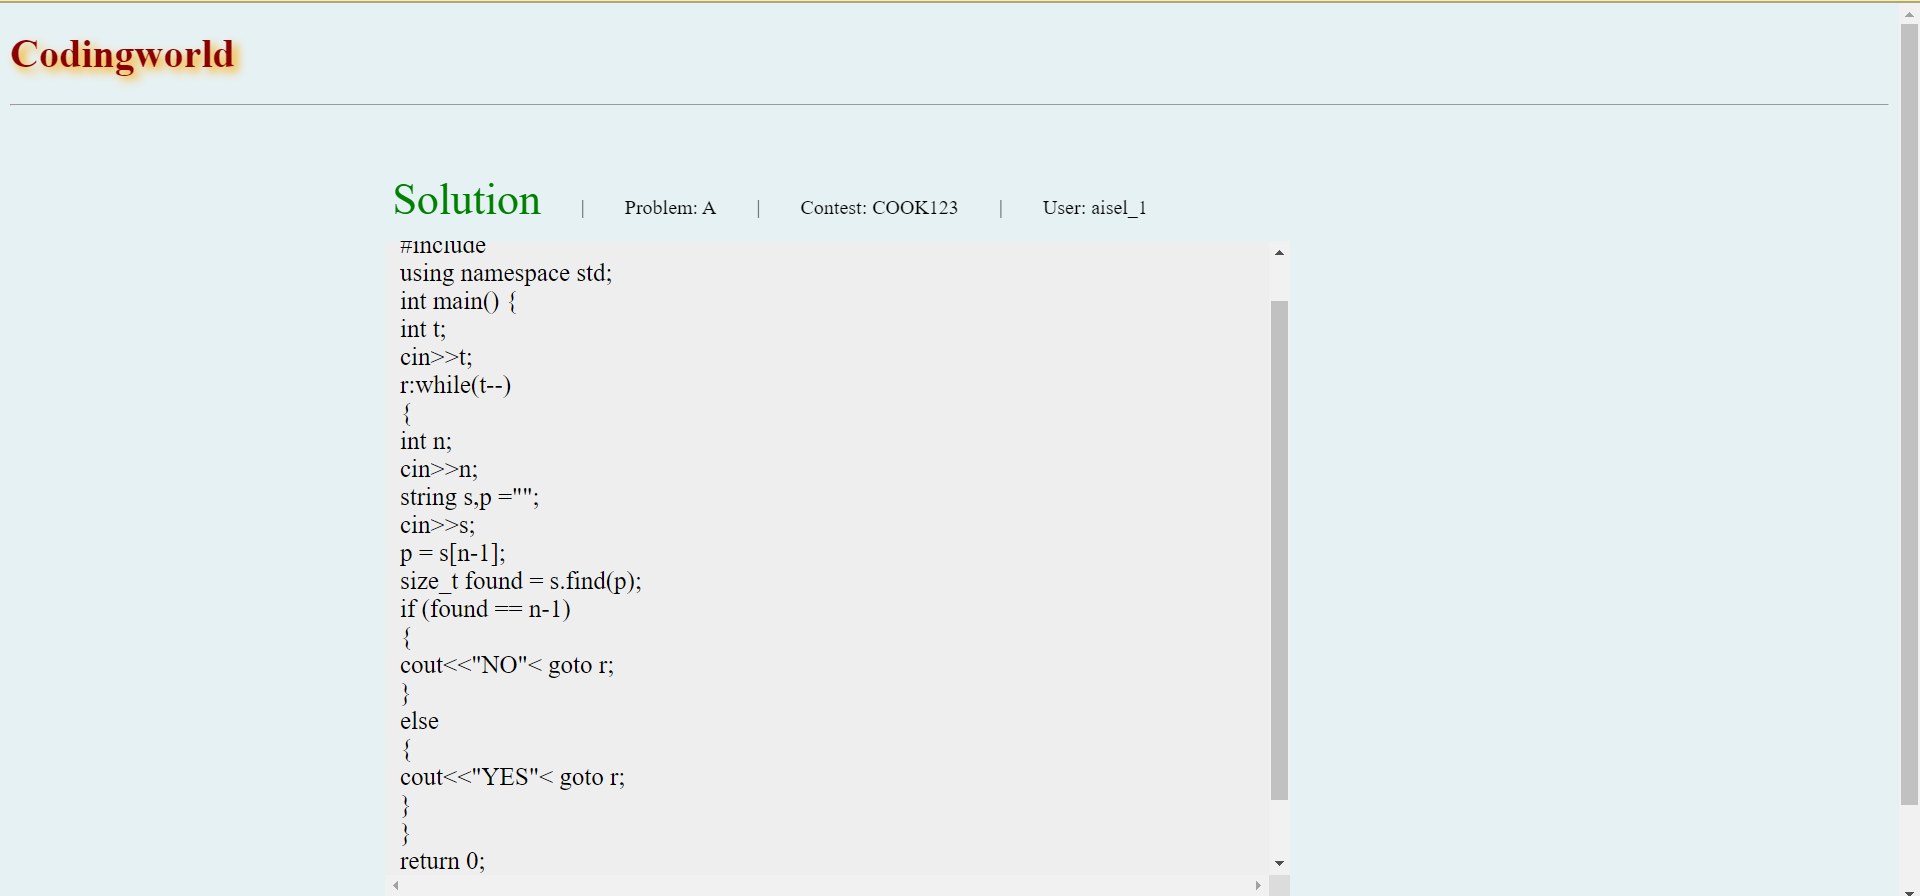 Codingworld
Solution | Problem: A | Contest: COOK123 | User: aisel_1
#include
using namespace std;
int main() {
int t;
cin>>t;
r:while(t--)
{
int n;
cin>>n;
string s,p ="";
cin>>s;
p = s[n-1];
size_t found = s.find(p);
if (found == n-1)
{
cout<<"NO"< goto r;
}
else
{
cout<<"YES"< goto r;
}
}
return 0;